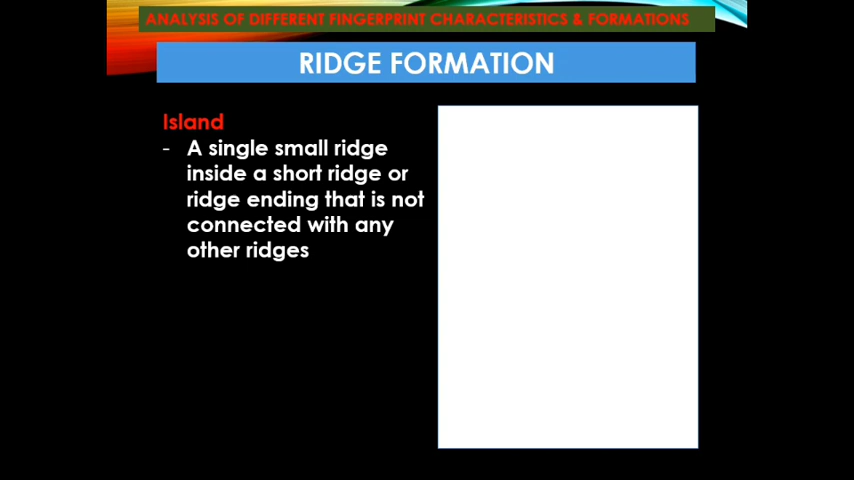 ANALYSIS OF DIFFERENT FINGERPRINT CHARACTERISTICS & FORMATIONS
RIDGE FORMATION
Island
- A single small ridge
inside a short ridge or
ridge ending that is not
connected with any
other ridges